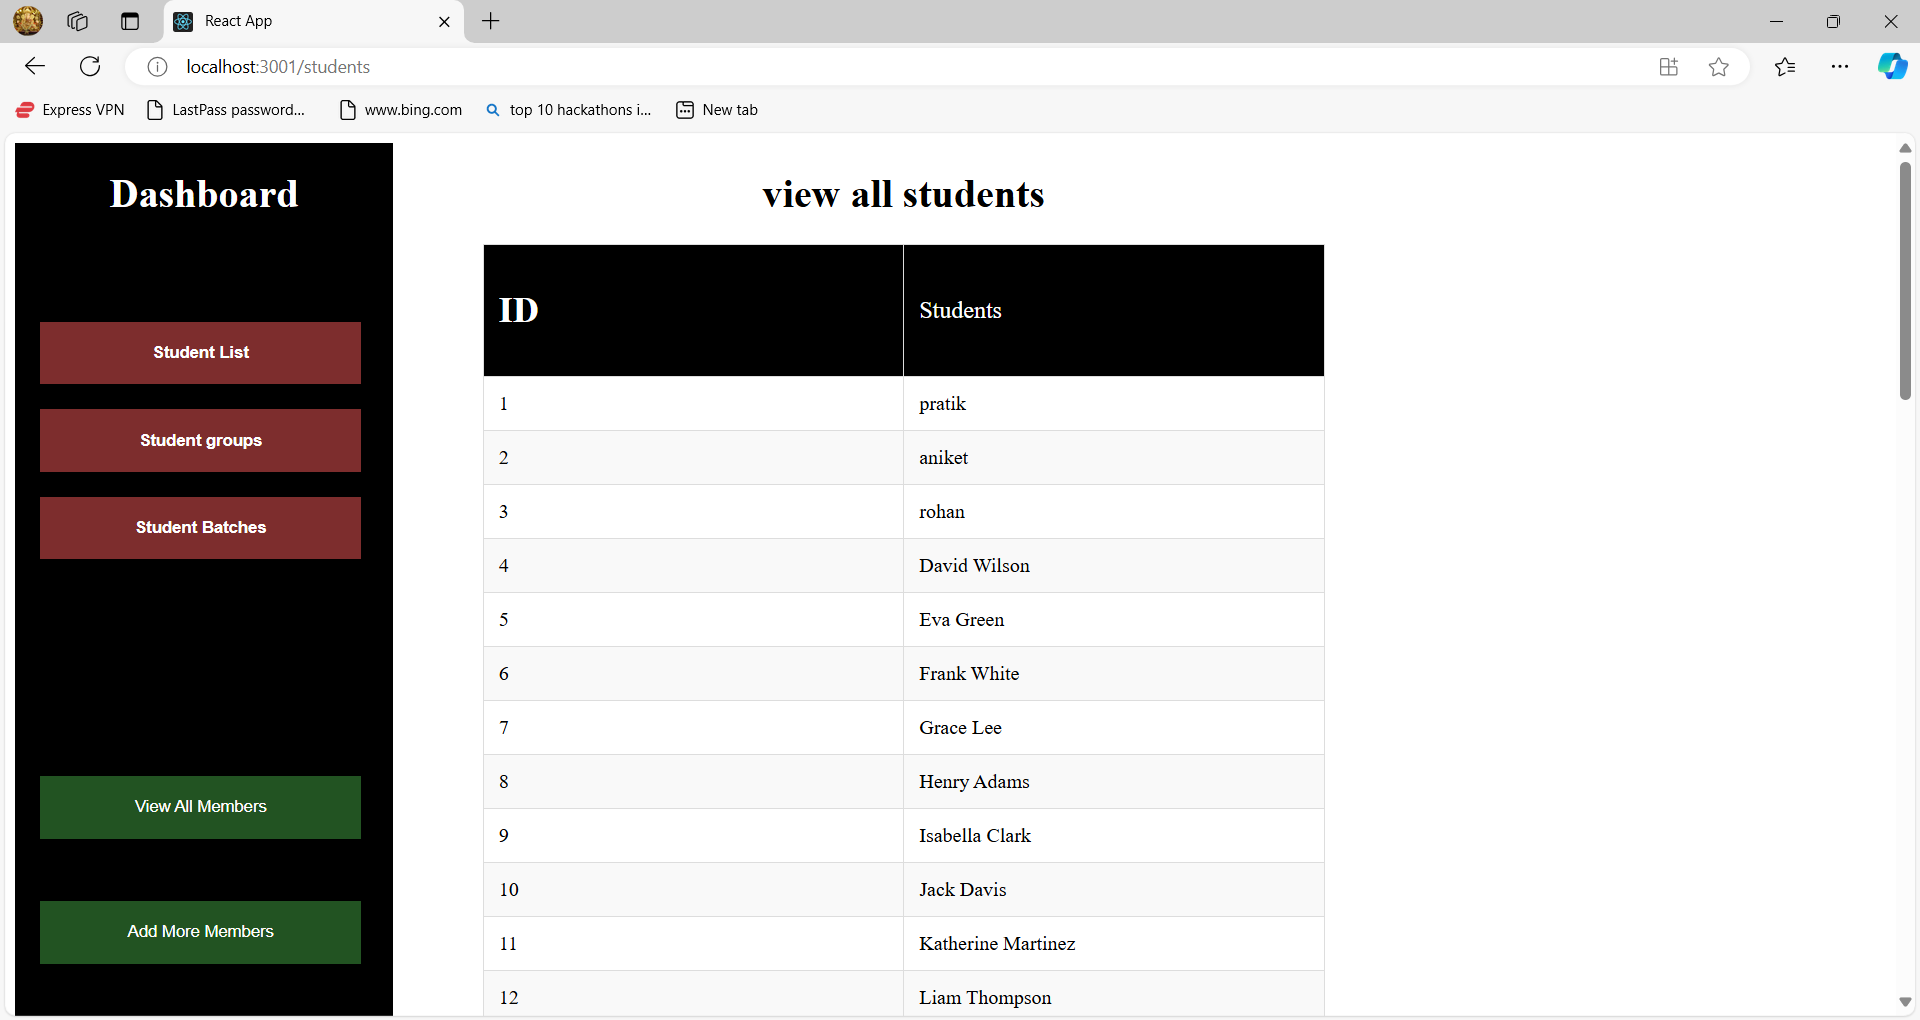 React App
localhost:3001/students
Express VPN
LastPass password...
www.bing.com
top 10 hackathons i...
New tab
Dashboard
Student List
Student groups
Student Batches
View All Members
Add More Members
view all students
ID Students
1 pratik
2 aniket
3 rohan
4 David Wilson
5 Eva Green
6 Frank White
7 Grace Lee
8 Henry Adams
9 Isabella Clark
10 Jack Davis
11 Katherine Martinez
12 Liam Thompson